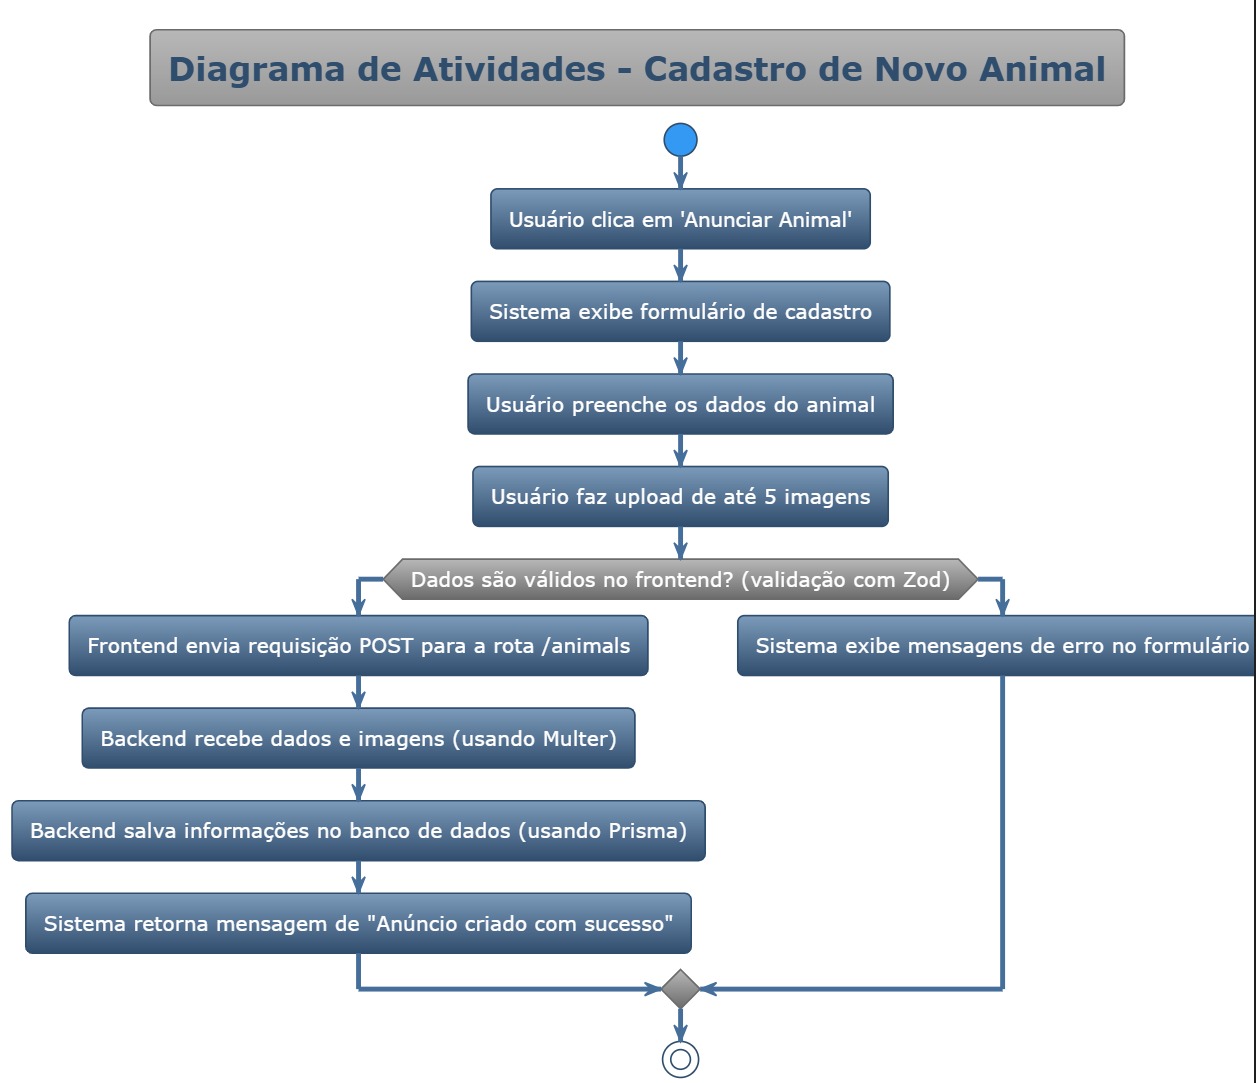 Diagrama de Atividades – Cadastro de Novo Animal
Usuário clica em 'Anunciar Animal'
Sistema exibe formulário de cadastro
Usuário preenche os dados do animal
Usuário faz upload de até 5 imagens
Dados são válidos no frontend? (validação com Zod)
Frontend envia requisição POST para a rota /animals
Sistema exibe mensagens de erro no formulário
Backend recebe dados e imagens (usando Multer)
Backend salva informações no banco de dados (usando Prisma)
Sistema retorna mensagem de "Anúncio criado com sucesso"